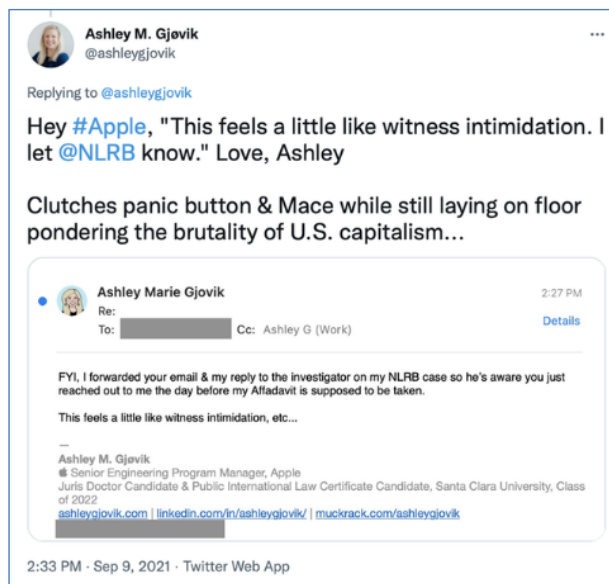 Ashley M. Gjøvik
@ashleygjovik
Replying to @ashleygjovik
Hey #Apple, "This feels a little like witness intimidation. I
let @NLRB know." Love, Ashley
Clutches panic button & Mace while still laying on floor
pondering the brutality of U.S. capitalism...
Ashley Marie Gjovik
2:27 PM
Re:
To: Cc: Ashley G (Work)
Details
FYI, I forwarded your email & my reply to the investigator on my NLRB case so he's aware you just
reached out to me the day before my Affadavit is supposed to be taken.
This feels a little like witness intimidation, etc...
—
Ashley M. Gjøvik
Senior Engineering Program Manager, Apple
Juris Doctor Candidate & Public International Law Certificate Candidate, Santa Clara University, Class
of 2022
ashleygjovik.com | linkedin.com/in/ashleygjovik/ | muckrack.com/ashleygjovik
2:33 PM · Sep 9, 2021 · Twitter Web App